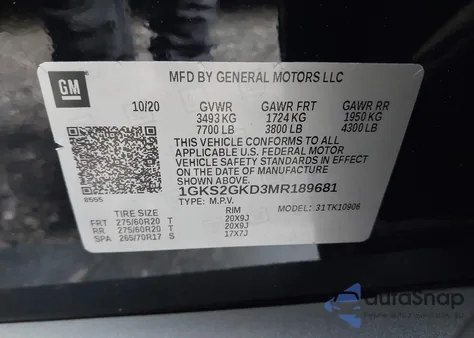 GM
MFD BY GENERAL MOTORS LLC
10/20 GVWR GAWR FRT GAWR RR
3493 KG 1724 KG 1950 KG
7700 LB 3800 LB 4300 LB
THIS VEHICLE CONFORMS TO ALL
APPLICABLE U.S. FEDERAL MOTOR
VEHICLE SAFETY STANDARDS IN EFFECT
ON THE DATE OF MANUFACTURE SHOWN
ABOVE.
1GKS2GKD3MR189681
TYPE: M.P.V.
MODEL: 31TK10906
8555
TIRE SIZE RIM
FRT 275/60R20 T 20X9J
RR 275/60R20 T 20X9J
SPA 265/70R17 S 17X7J
AutoSnap